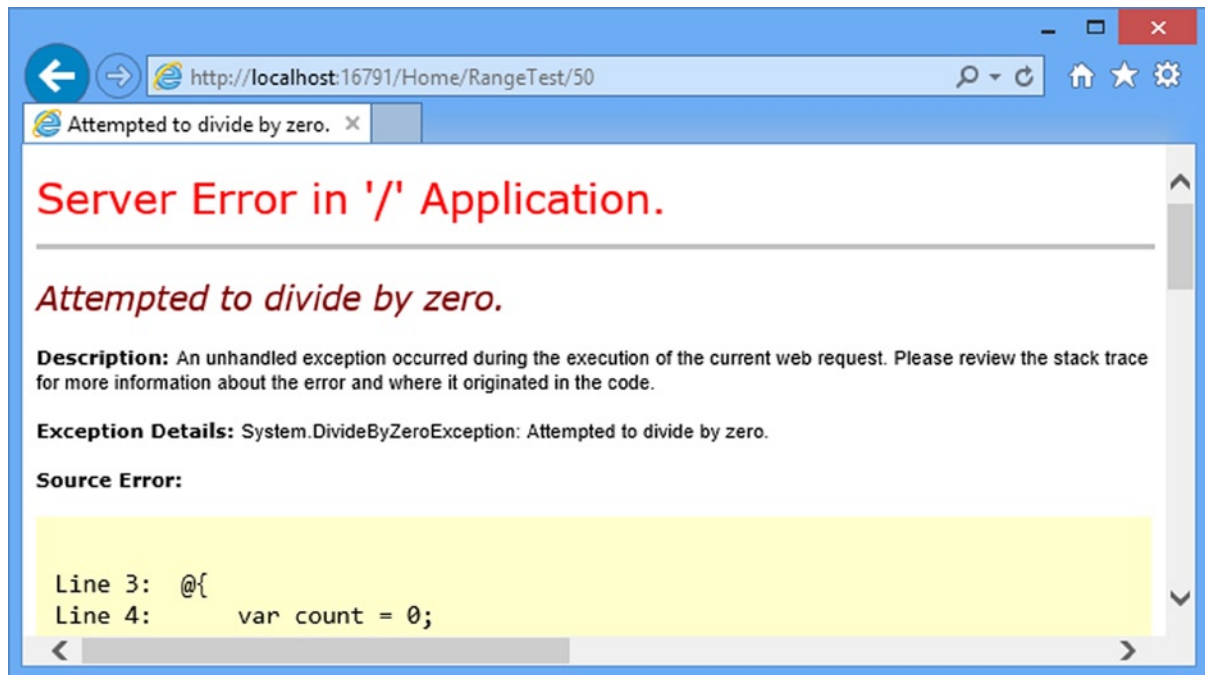 http://localhost:16791/Home/RangeTest/50
Attempted to divide by zero.
Server Error in '/' Application.
Attempted to divide by zero.
Description: An unhandled exception occurred during the execution of the current web request. Please review the stack trace
for more information about the error and where it originated in the code.
Exception Details: System.DivideByZeroException: Attempted to divide by zero.
Source Error:
Line 3:  @{
Line 4:      var count = 0;